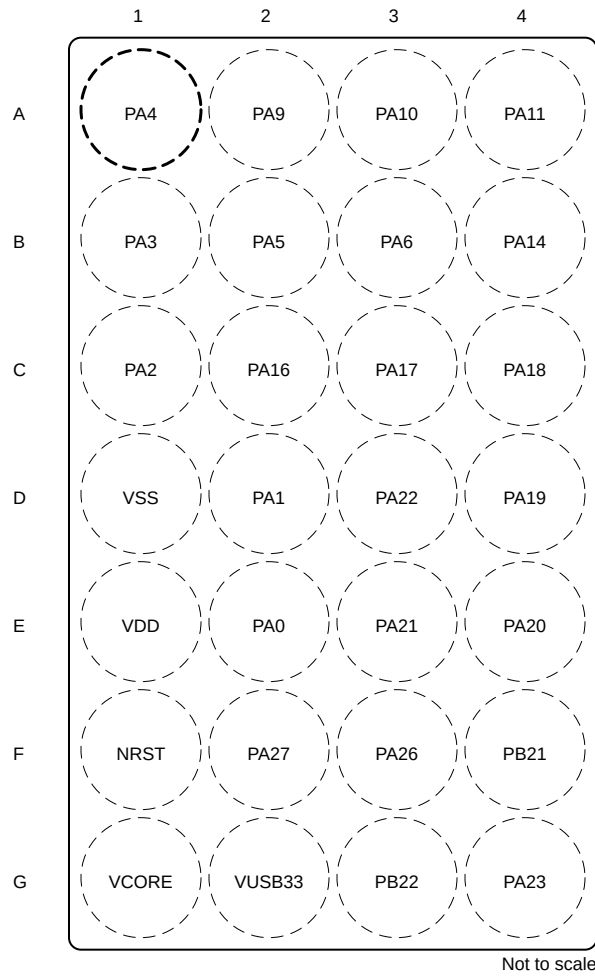 1 2 3 4
A PA4 PA9 PA10 PA11
B PA3 PA5 PA6 PA14
C PA2 PA16 PA17 PA18
D VSS PA1 PA22 PA19
E VDD PA0 PA21 PA20
F NRST PA27 PA26 PB21
G VCORE VUSB33 PB22 PA23
Not to scale